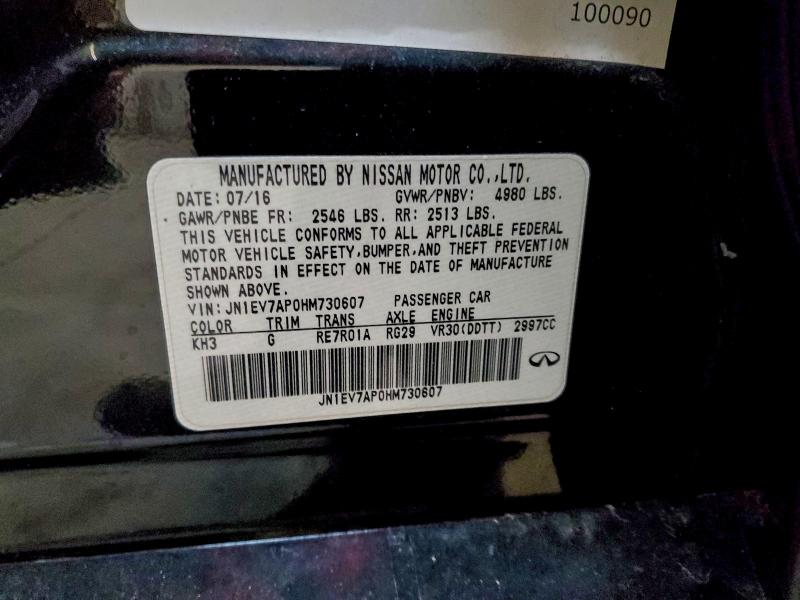 100090
MANUFACTURED BY NISSAN MOTOR CO.,LTD.
DATE: 07/16 GVWR/PNBV: 4980 LBS.
GAWR/PNBE FR: 2546 LBS. RR: 2513 LBS.
THIS VEHICLE CONFORMS TO ALL APPLICABLE FEDERAL
MOTOR VEHICLE SAFETY,BUMPER,AND THEFT PREVENTION
STANDARDS IN EFFECT ON THE DATE OF MANUFACTURE
SHOWN ABOVE.
VIN:JN1EV7AP0HM730607 PASSENGER CAR
COLOR TRIM TRANS AXLE ENGINE
KH3 G RE7R01A RG29 VR30(DDTT) 2997CC
JN1EV7AP0HM730607